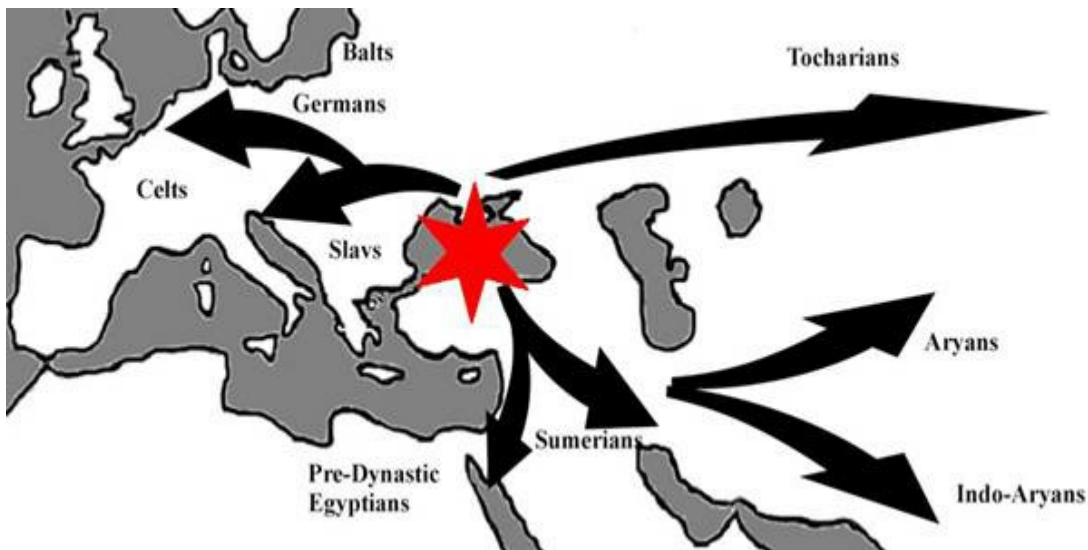 Balts
Tocharians
Germans
Celts
Slavs
Aryans
Sumerians
Pre-Dynastic
Egyptians
Indo-Aryans